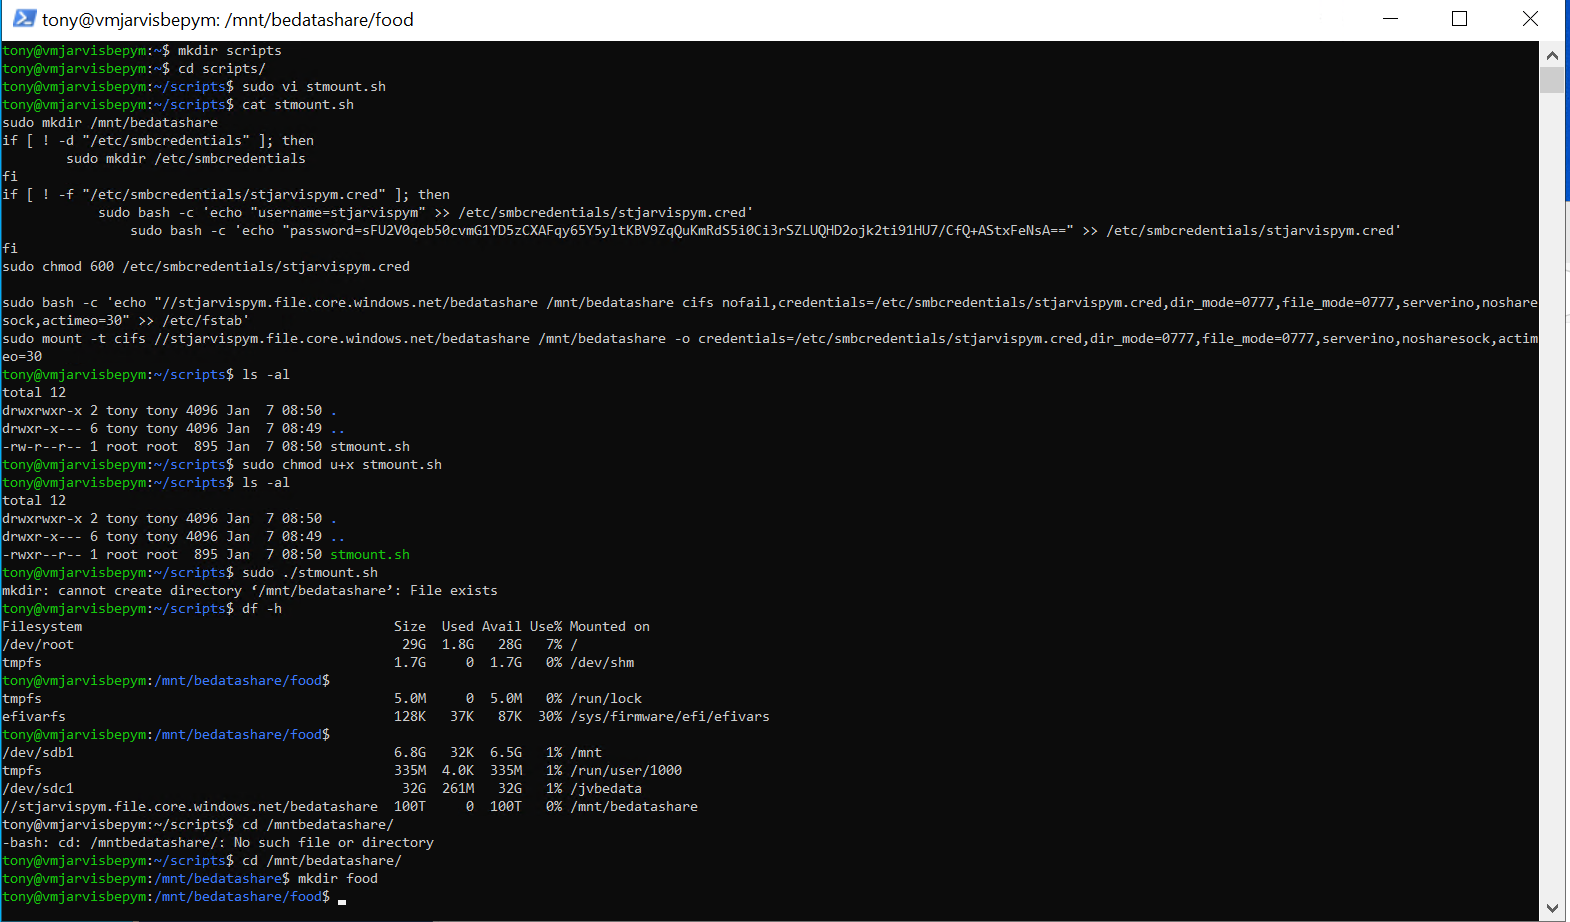 tony@vmjarvisbepym: /mnt/bedatashare/food
tony@vmjarvisbepym:~$ mkdir scripts
tony@vmjarvisbepym:~$ cd scripts/
tony@vmjarvisbepym:~/scripts$ sudo vi stmount.sh
tony@vmjarvisbepym:~/scripts$ cat stmount.sh
sudo mkdir /mnt/bedatashare
if [ ! -d "/etc/smbcredentials" ]; then
        sudo mkdir /etc/smbcredentials
fi
if [ ! -f "/etc/smbcredentials/stjarvispym.cred" ]; then
            sudo bash -c 'echo "username=stjarvispym" >> /etc/smbcredentials/stjarvispym.cred'
                sudo bash -c 'echo "password=sFU2V0qeb50cvmG1YD5zCXAFqy65Y5yltKBV9ZqQuKmRdS5i0Ci3rSZLUQHD2ojk2ti91HU7/CfQ+AStxFeNsA==" >> /etc/smbcredentials/stjarvispym.cred'
fi
sudo chmod 600 /etc/smbcredentials/stjarvispym.cred
sudo bash -c 'echo "//stjarvispym.file.core.windows.net/bedatashare /mnt/bedatashare cifs nofail,credentials=/etc/smbcredentials/stjarvispym.cred,dir_mode=0777,file_mode=0777,serverino,noshare
sock,actimeo=30" >> /etc/fstab'
sudo mount -t cifs //stjarvispym.file.core.windows.net/bedatashare /mnt/bedatashare -o credentials=/etc/smbcredentials/stjarvispym.cred,dir_mode=0777,file_mode=0777,serverino,nosharesock,actim
eo=30
tony@vmjarvisbepym:~/scripts$ ls -al
total 12
drwxrwxr-x 2 tony tony 4096 Jan  7 08:50 .
drwxr-x--- 6 tony tony 4096 Jan  7 08:49 ..
-rw-r--r-- 1 root root  895 Jan  7 08:50 stmount.sh
tony@vmjarvisbepym:~/scripts$ sudo chmod u+x stmount.sh
tony@vmjarvisbepym:~/scripts$ ls -al
total 12
drwxrwxr-x 2 tony tony 4096 Jan  7 08:50 .
drwxr-x--- 6 tony tony 4096 Jan  7 08:49 ..
-rwxr--r-- 1 root root  895 Jan  7 08:50 stmount.sh
tony@vmjarvisbepym:~/scripts$ sudo ./stmount.sh
mkdir: cannot create directory ‘/mnt/bedatashare’: File exists
tony@vmjarvisbepym:~/scripts$ df -h
Filesystem                                       Size  Used Avail Use% Mounted on
/dev/root                                         29G  1.8G   28G   7% /
tmpfs                                            1.7G     0  1.7G   0% /dev/shm
tony@vmjarvisbepym:/mnt/bedatashare/food$
tmpfs                                            5.0M     0  5.0M   0% /run/lock
efivarfs                                         128K   37K   87K  30% /sys/firmware/efi/efivars
tony@vmjarvisbepym:/mnt/bedatashare/food$
/dev/sdb1                                        6.8G   32K  6.5G   1% /mnt
tmpfs                                            335M  4.0K  335M   1% /run/user/1000
/dev/sdc1                                         32G  261M   32G   1% /jvbedata
//stjarvispym.file.core.windows.net/bedatashare  100T     0  100T   0% /mnt/bedatashare
tony@vmjarvisbepym:~/scripts$ cd /mntbedatashare/
-bash: cd: /mntbedatashare/: No such file or directory
tony@vmjarvisbepym:~/scripts$ cd /mnt/bedatashare/
tony@vmjarvisbepym:/mnt/bedatashare$ mkdir food
tony@vmjarvisbepym:/mnt/bedatashare/food$